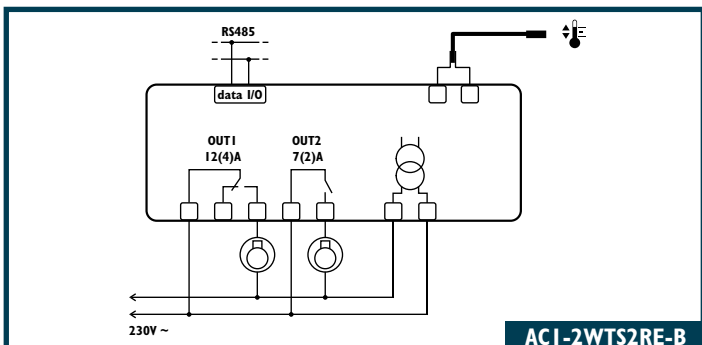 RS485
data I/O
OUT1
12(4)A
OUT2
7(2)A
230V ~
AC1-2WTS2RE-B